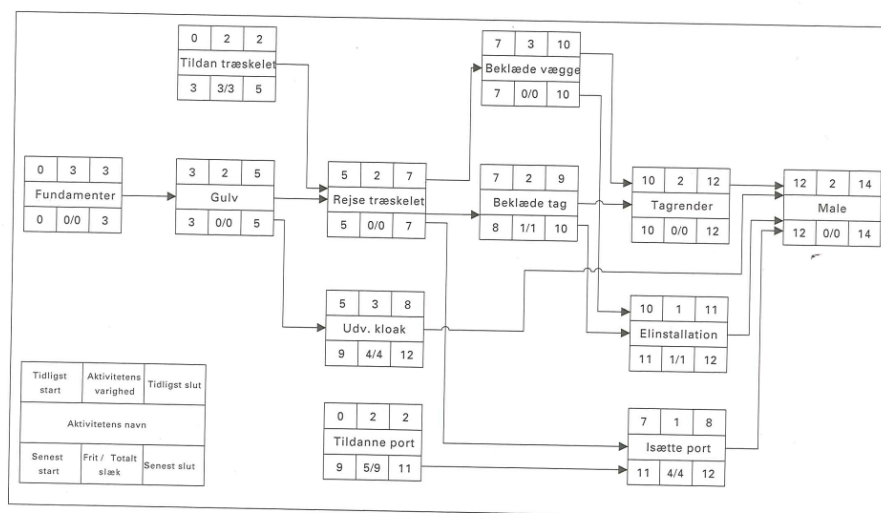 0 2 2
Tildan træskelet
3 3/3 5
7 3 10
Beklæde vægge
7 0/0 10
0 3 3
Fundamenter
0 0/0 3
3 2 5
Gulv
3 0/0 5
5 2 7
Rejse træskelet
5 0/0 7
7 2 9
Beklæde tag
8 1/1 10
10 2 12
Tagrender
10 0/0 12
12 2 14
Male
12 0/0 14
5 3 8
Udv. kloak
9 4/4 12
10 1 11
Elinstallation
11 1/1 12
0 2 2
Tildanne port
9 5/9 11
7 1 8
Isætte port
11 4/4 12
Tidligst
start
Aktivitetens
varighed
Tidligst slut
Aktivitetens navn
Senest
start
Frit / Totalt
slæk
Senest slut